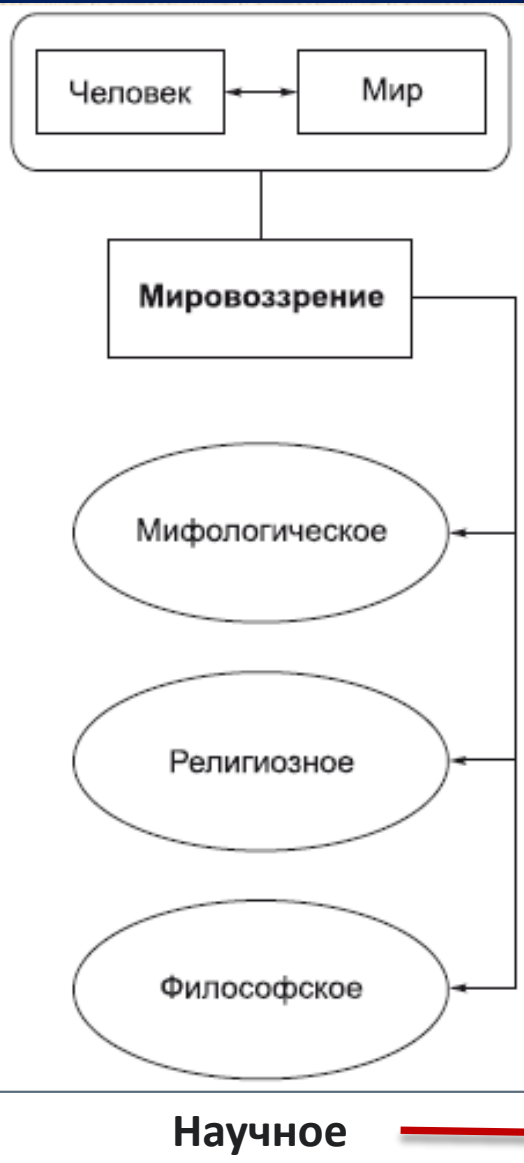 Человек
Мир
Мировоззрение
Мифологическое
Религиозное
Философское
Научное